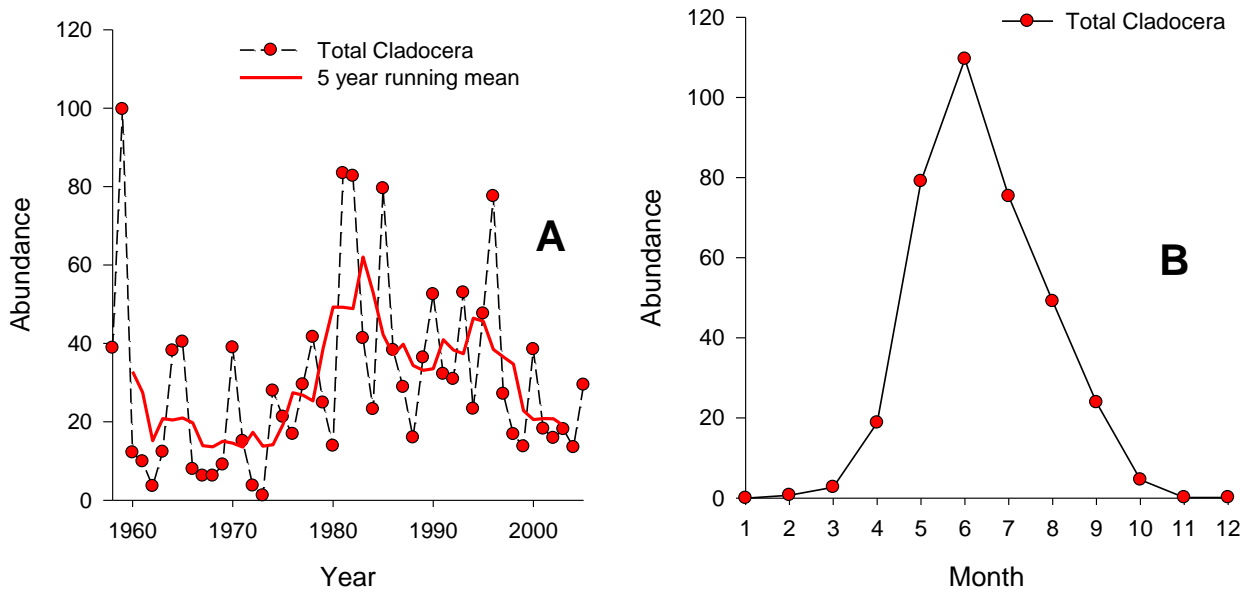 120
100
80
60
40
20
0
Abundance
Total Cladocera
5 year running mean
A
1960 1970 1980 1990 2000
Year
120
100
80
60
40
20
0
Abundance
Total Cladocera
B
1 2 3 4 5 6 7 8 9 10 11 12
Month